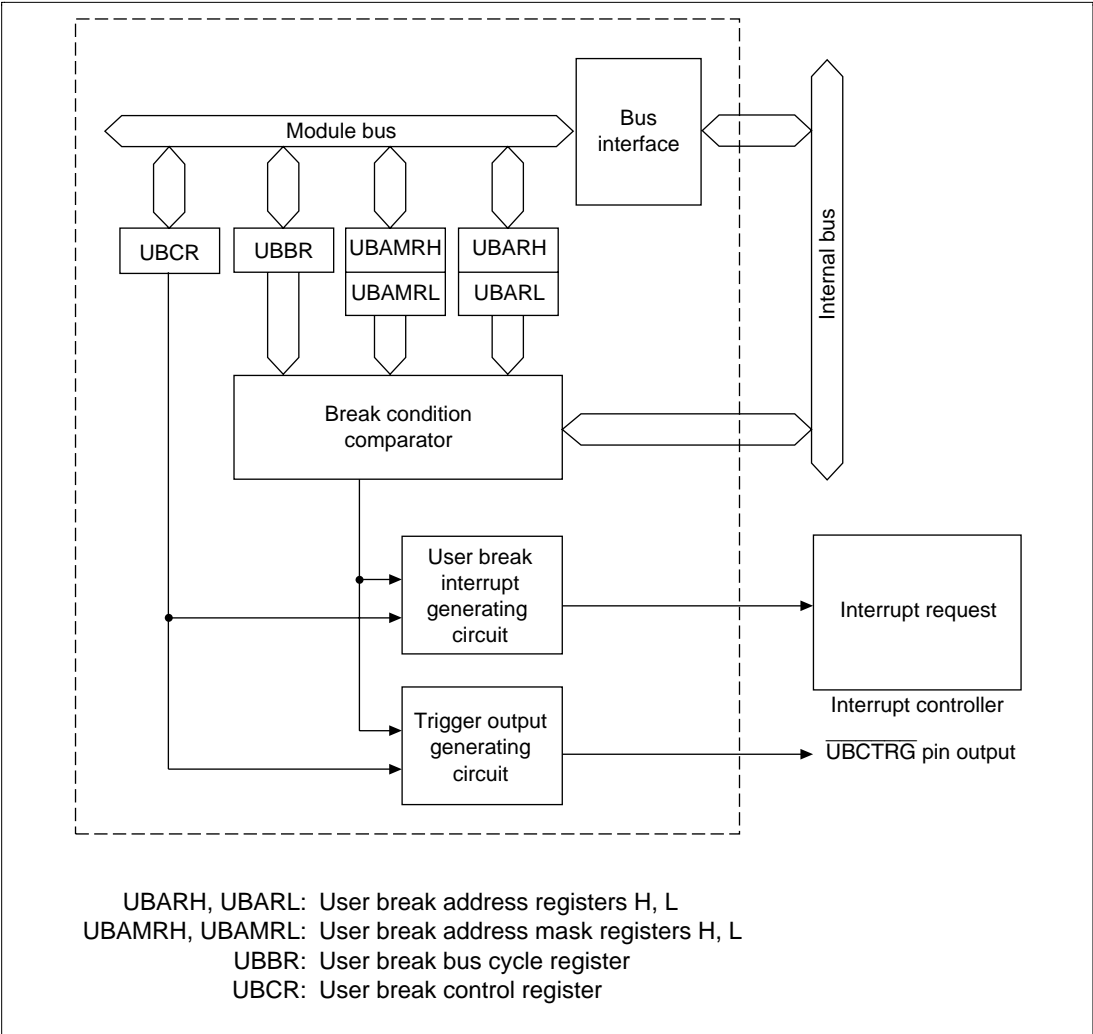 Bus
interface
Module bus
Internal bus
UBCR
UBBR
UBAMRH
UBAMRL
UBARH
UBARL
Break condition
comparator
User break
interrupt
generating
circuit
Interrupt request
Interrupt controller
Trigger output
generating
circuit
UBCTRG pin output
UBARH, UBARL: User break address registers H, L
UBAMRH, UBAMRL: User break address mask registers H, L
UBBR: User break bus cycle register
UBCR: User break control register